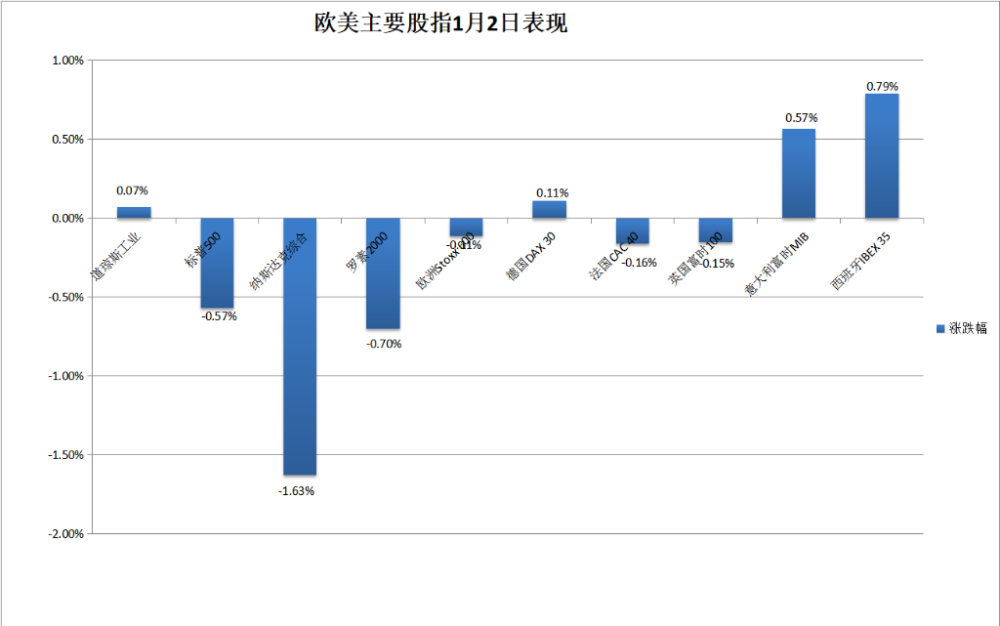 欧美主要股指1月2日表现
1.00%
0.50%
0.00%
-0.50%
-1.00%
-1.50%
-2.00%
0.07%
-0.57%
-1.63%
-0.70%
0.11%
-0.16%
-0.15%
0.57%
0.79%
道琼斯工业
标普500
纳斯达克综合
罗素2000
欧洲Stoxx
德国DAX 30
法国CAC 40
英国富时100
意大利富时MIB
西班牙IBEX 35
涨跌幅